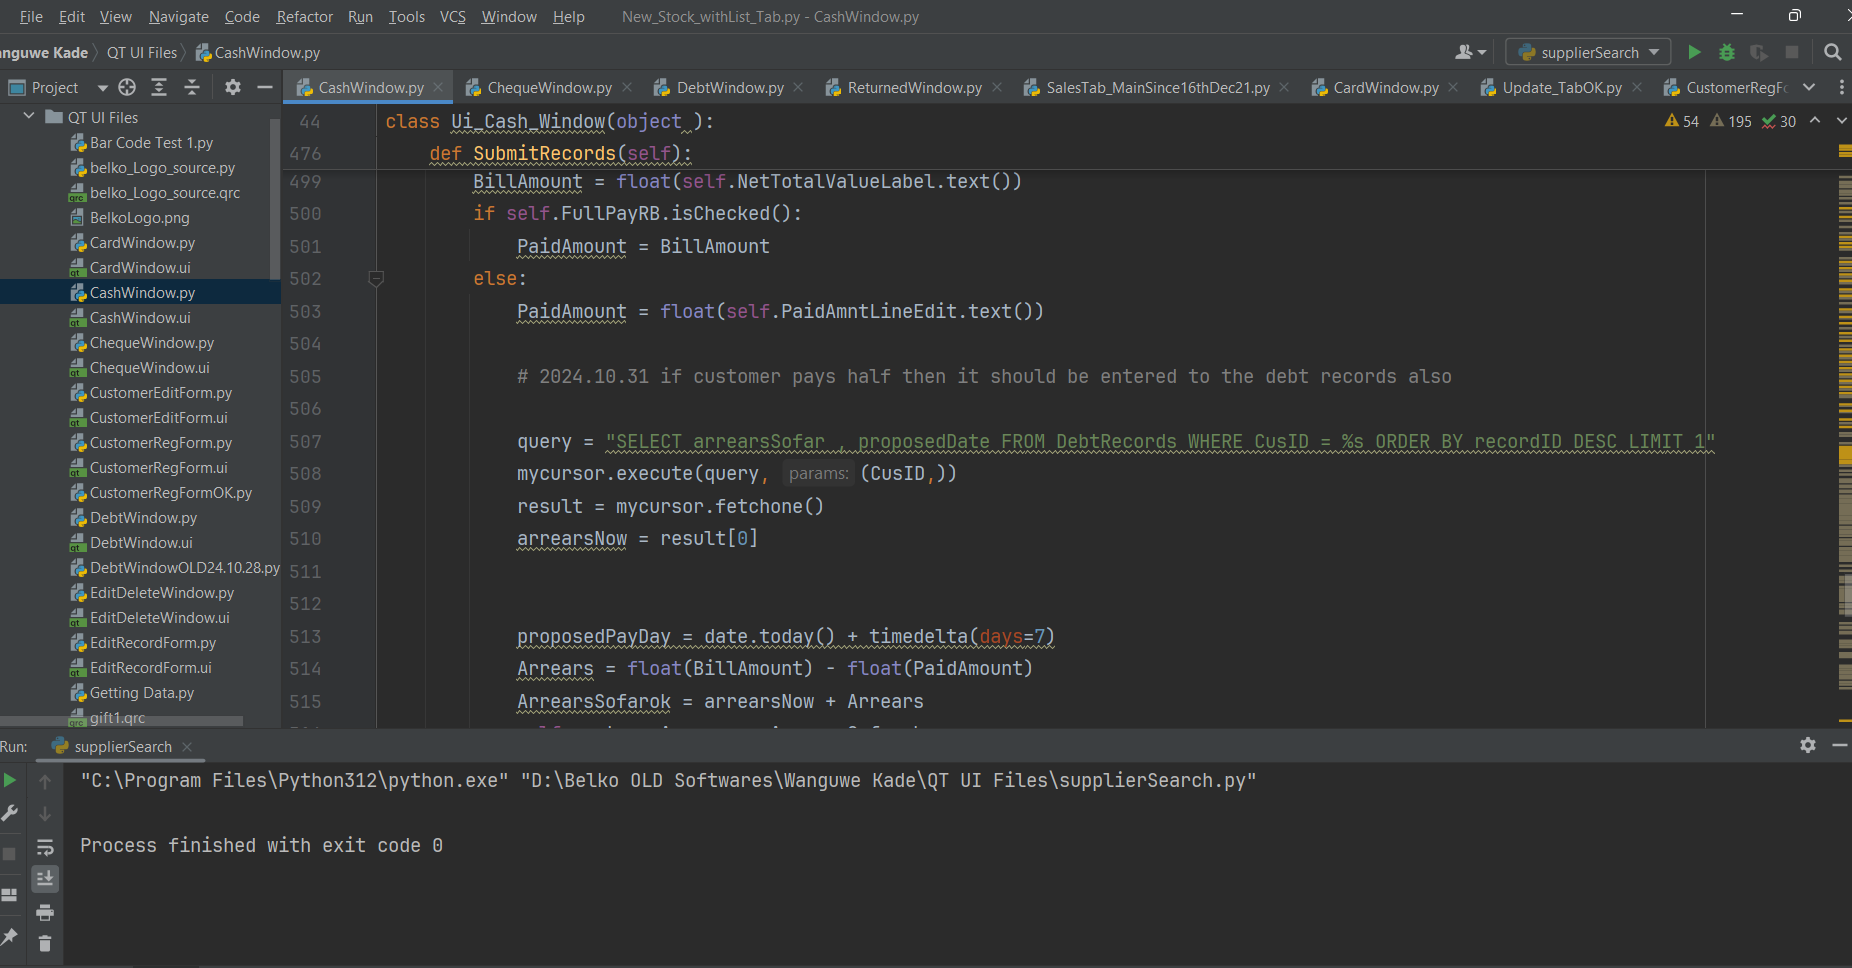 File Edit View Navigate Code Refactor Run Tools VCS Window Help New_Stock_withList_Tab.py - CashWindow.py
anguwe Kade QT UI Files CashWindow.py supplierSearch
Project CashWindow.py ChequeWindow.py DebtWindow.py ReturnedWindow.py SalesTab_MainSince16thDec21.py CardWindow.py Update_TabOK.py CustomerRegFo
QT UI Files
Bar Code Test 1.py
belko_Logo_source.py
belko_Logo_source.qrc
BelkoLogo.png
CardWindow.py
CardWindow.ui
CashWindow.py
CashWindow.ui
ChequeWindow.py
ChequeWindow.ui
CustomerEditForm.py
CustomerEditForm.ui
CustomerRegForm.py
CustomerRegForm.ui
CustomerRegFormOK.py
DebtWindow.py
DebtWindow.ui
DebtWindowOLD24.10.28.py
EditDeleteWindow.py
EditDeleteWindow.ui
EditRecordForm.py
EditRecordForm.ui
Getting Data.py
gift1.qrc
54 195 30
44 class Ui_Cash_Window(object ):
476 def SubmitRecords(self):
499 BillAmount = float(self.NetTotalValueLabel.text())
500 if self.FullPayRB.isChecked():
501 PaidAmount = BillAmount
502 else:
503 PaidAmount = float(self.PaidAmntLineEdit.text())
504
505 # 2024.10.31 if customer pays half then it should be entered to the debt records also
506
507 query = "SELECT arrearsSofar , proposedDate FROM DebtRecords WHERE CusID = %s ORDER BY recordID DESC LIMIT 1"
508 mycursor.execute(query, params: (CusID,))
509 result = mycursor.fetchone()
510 arrearsNow = result[0]
511
512
513 proposedPayDay = date.today() + timedelta(days=7)
514 Arrears = float(BillAmount) - float(PaidAmount)
515 ArrearsSofarok = arrearsNow + Arrears
Run: supplierSearch
"C:\Program Files\Python312\python.exe" "D:\Belko OLD Softwares\Wanguwe Kade\QT UI Files\supplierSearch.py"
Process finished with exit code 0